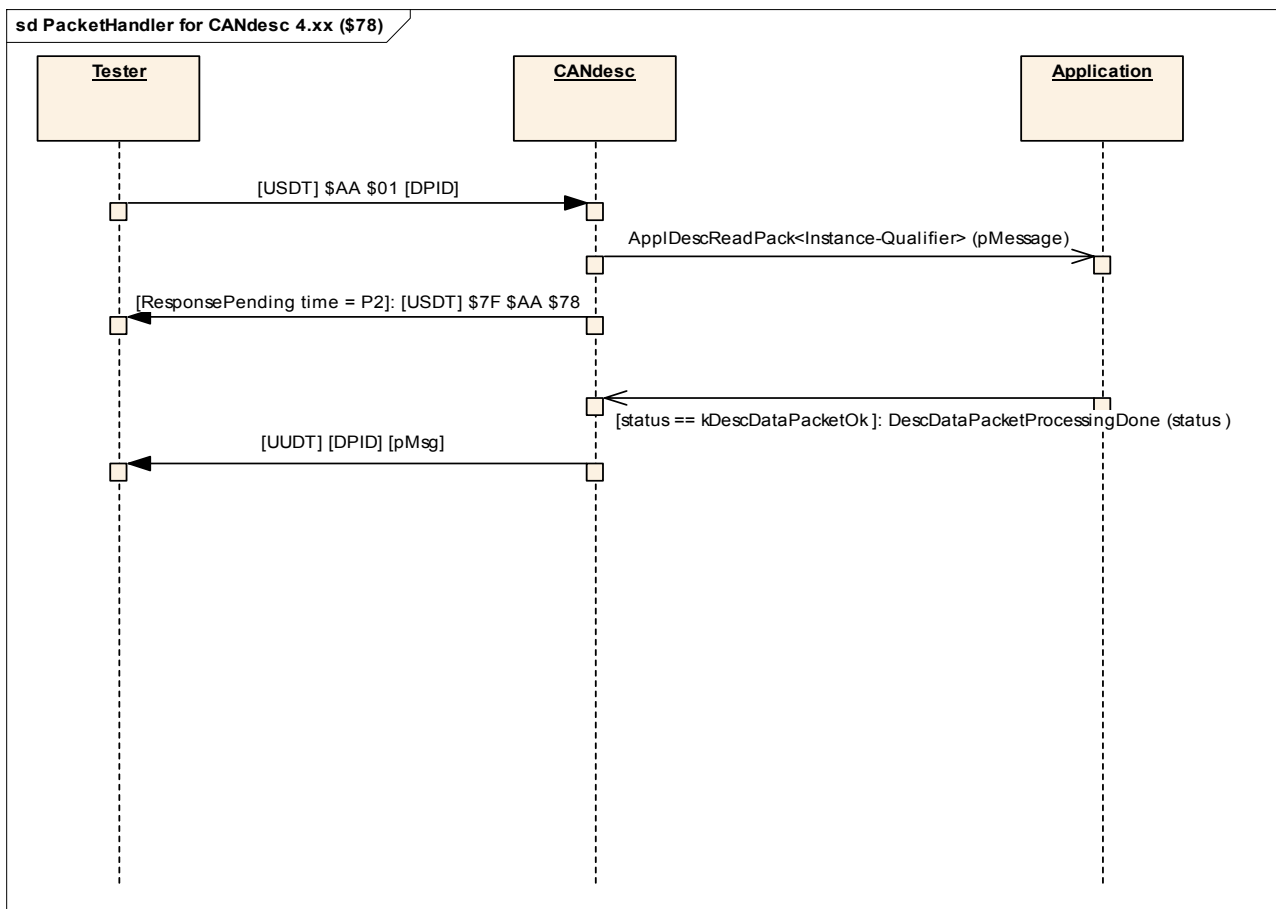 sd PacketHandler for CANdesc 4.xx ($78)
Tester
CANdesc
Application
[USDT] $AA $01 [DPID]
ApplDescReadPack<Instance-Qualifier> (pMessage)
[ResponsePending time = P2]: [USDT] $7F $AA $78
[status == kDescDataPacketOk]: DescDataPacketProcessingDone (status )
[UUDT] [DPID] [pMsg]